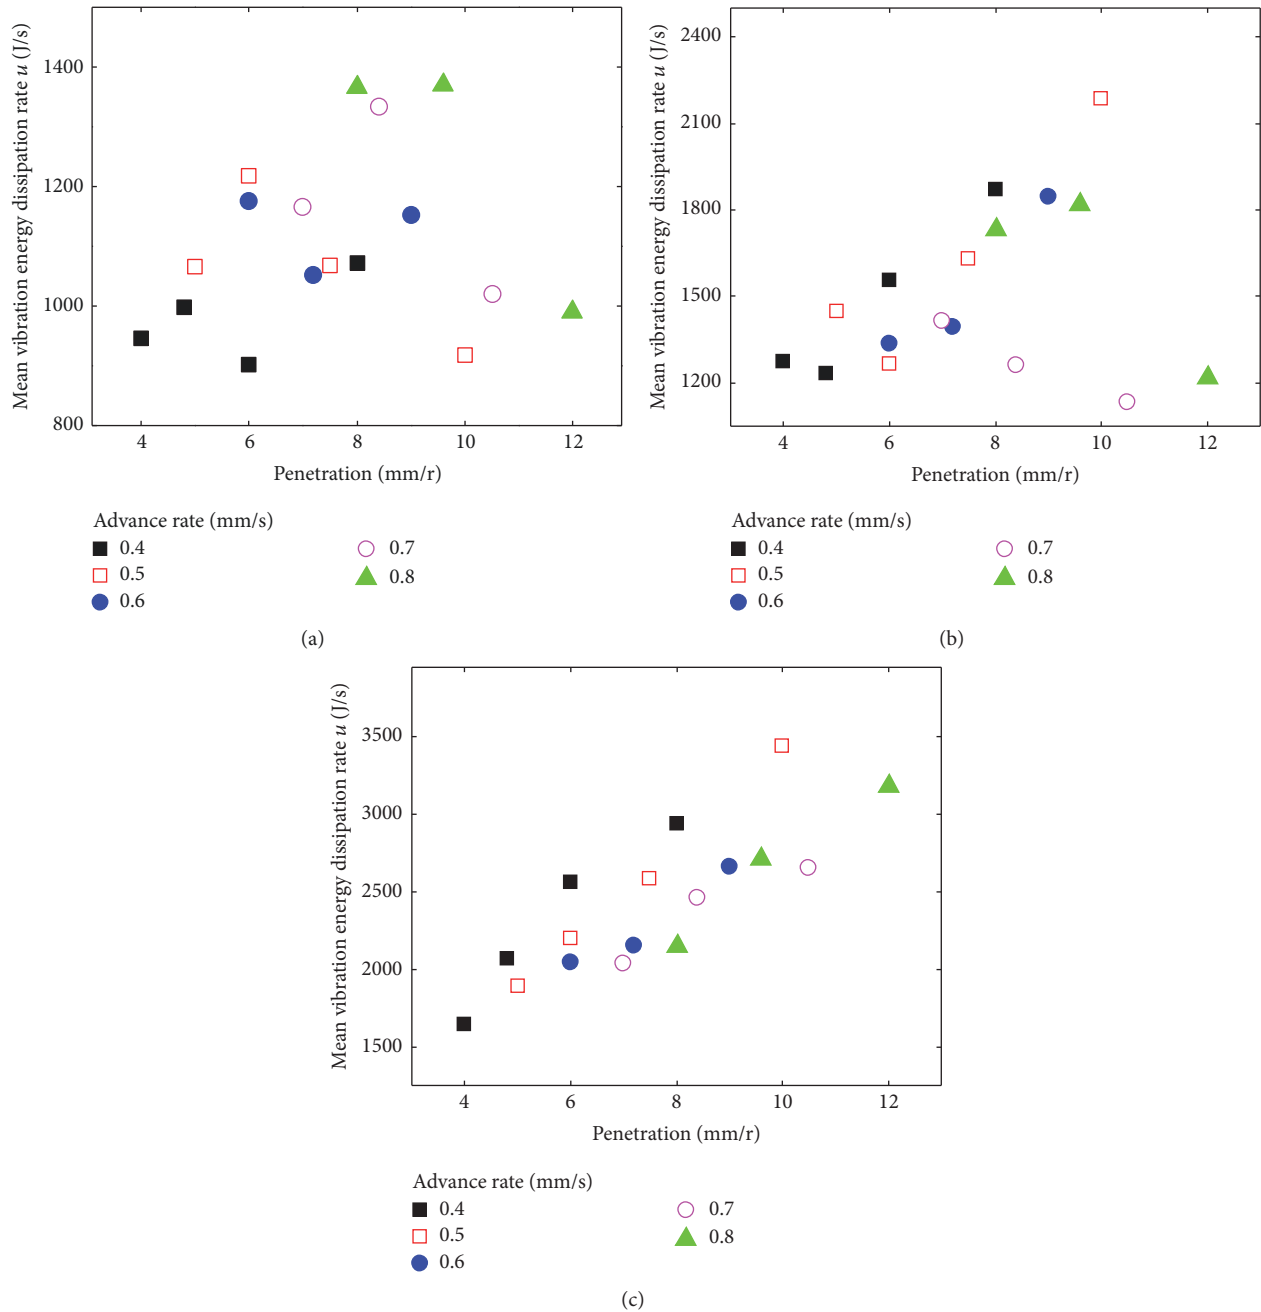 Mean vibration energy dissipation rate u (J/s)
1400
1200
1000
800
4 6 8 10 12
Penetration (mm/r)
Advance rate (mm/s)
0.4
0.5
0.6
0.7
0.8
(a)
Mean vibration energy dissipation rate u (J/s)
2400
2100
1800
1500
1200
4 6 8 10 12
Penetration (mm/r)
Advance rate (mm/s)
0.4
0.5
0.6
0.7
0.8
(b)
Mean vibration energy dissipation rate u (J/s)
3500
3000
2500
2000
1500
4 6 8 10 12
Penetration (mm/r)
Advance rate (mm/s)
0.4
0.5
0.6
0.7
0.8
(c)